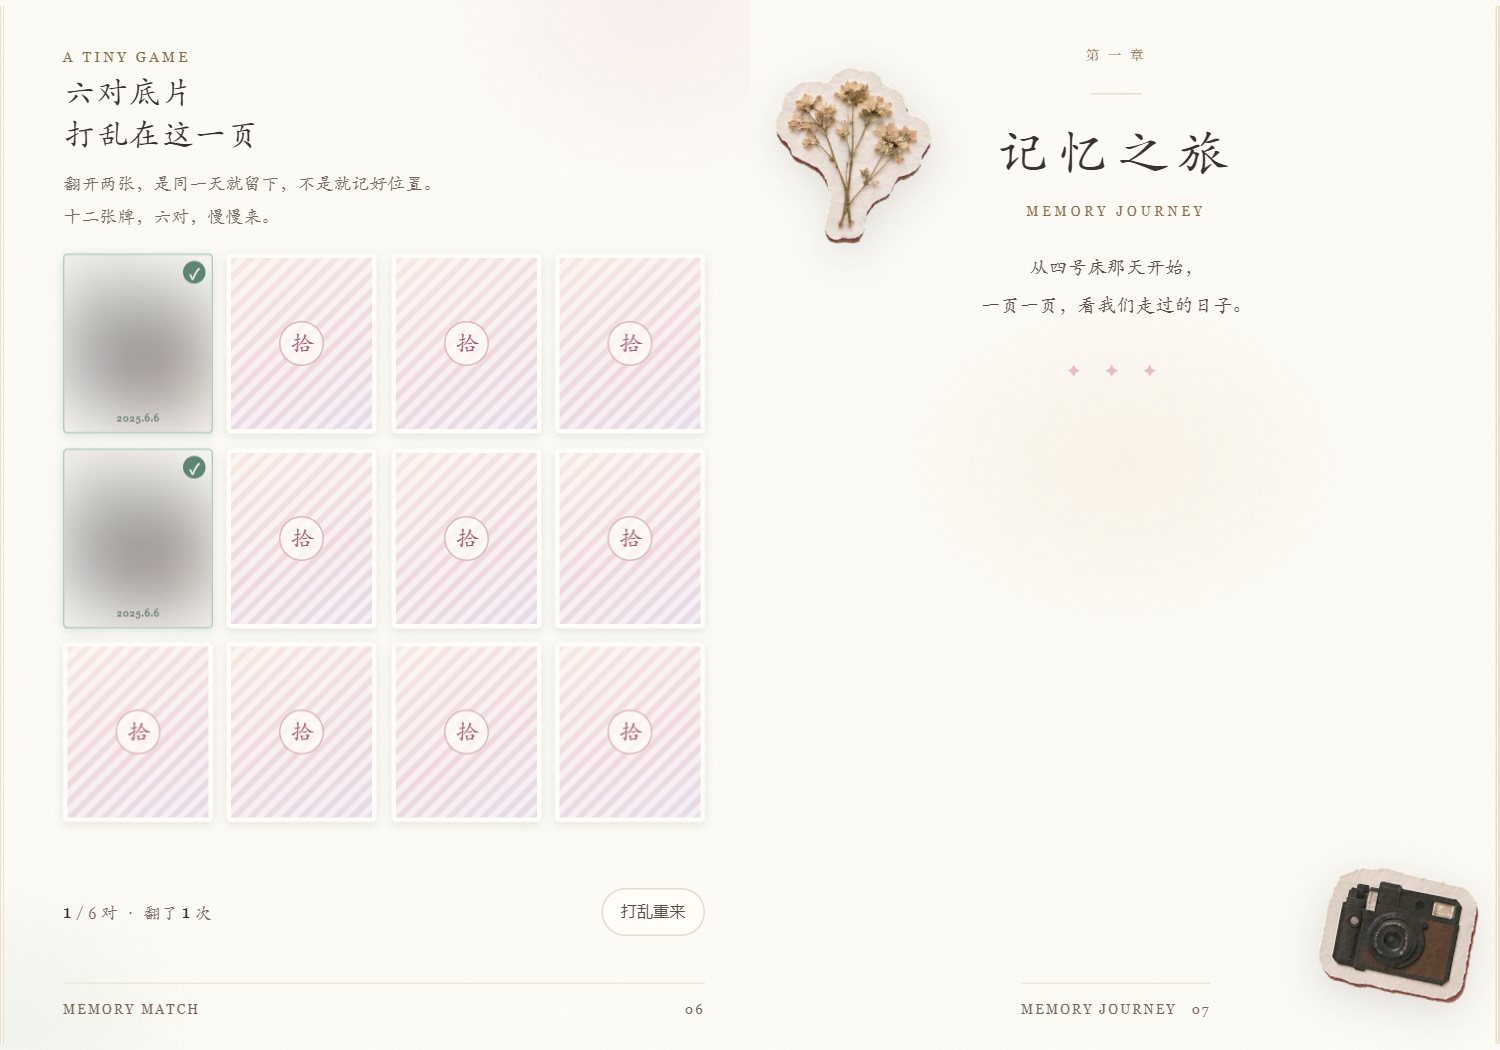 A TINY GAME
六对底片
打乱在这一页
翻开两张，是同一天就留下，不是就记好位置。
十二张牌，六对，慢慢来。
2025.6.6
拾
拾
拾
2025.6.6
拾
拾
拾
拾
拾
拾
拾
1 / 6 对 · 翻了 1 次
打乱重来
MEMORY MATCH
06
第一章
记忆之旅
MEMORY JOURNEY
从四号床那天开始，
一页一页，看我们走过的日子。
MEMORY JOURNEY 07